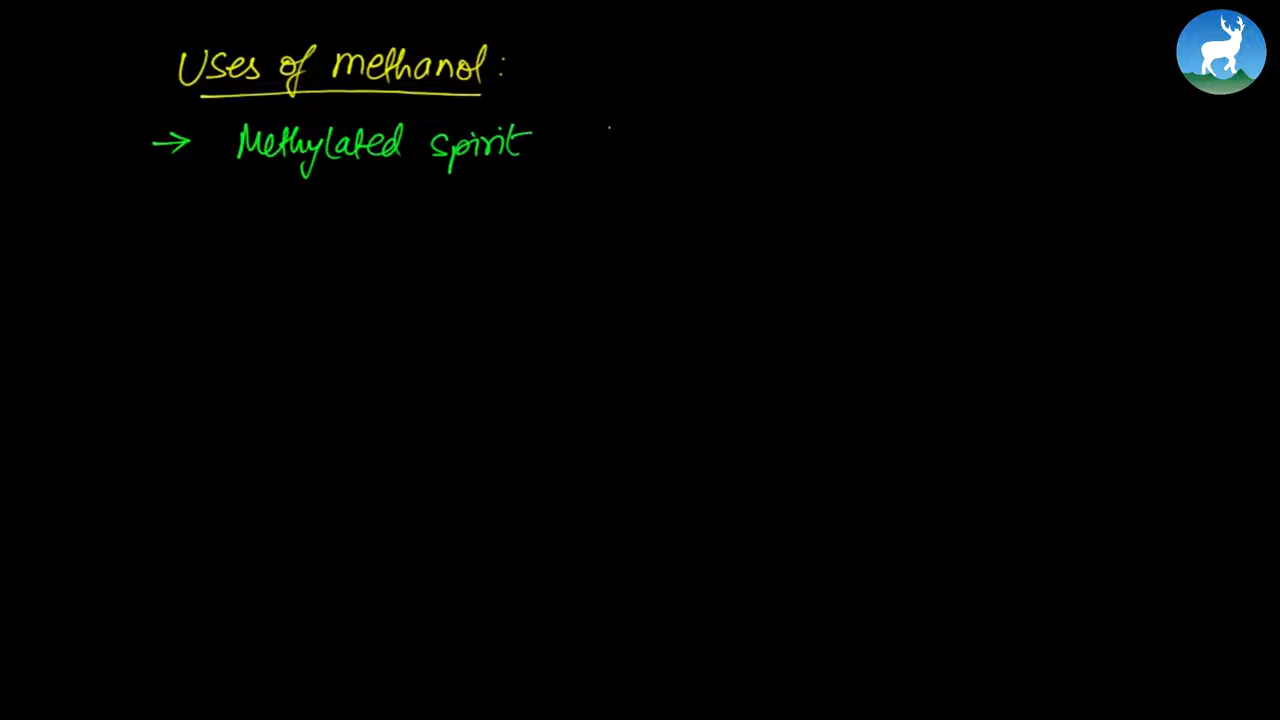 Uses of methanol :
→ Methylated spirit